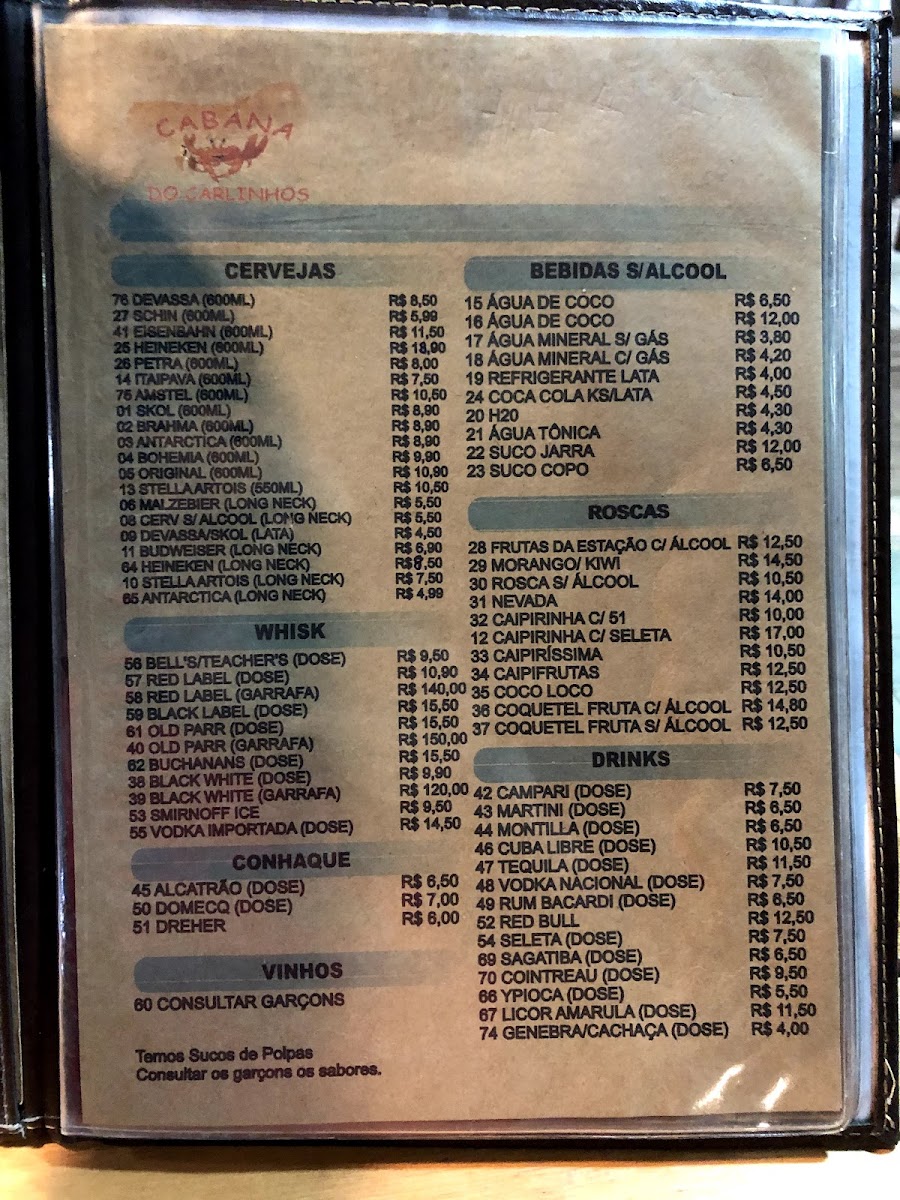 CABANA
DO CARLINHOS
CERVEJAS
76 DEVASSA (600ML) R$ 8,50
27 SCHIN (600ML) R$ 5,99
41 EISENBAHN (600ML) R$ 11,50
25 HEINEKEN (600ML) R$ 18,90
26 PETRA (600ML) R$ 8,00
14 ITAIPAVA (600ML) R$ 7,50
75 AMSTEL (600ML) R$ 10,50
01 SKOL (600ML) R$ 8,90
02 BRAHMA (600ML) R$ 8,90
03 ANTARCTICA (600ML) R$ 8,90
04 BOHEMIA (600ML) R$ 9,90
05 ORIGINAL (600ML) R$ 10,90
13 STELLA ARTOIS (550ML) R$ 10,50
06 MALZEBIER (LONG NECK) R$ 5,50
08 CERV S/ ALCOOL (LONG NECK) R$ 5,50
09 DEVASSA/SKOL (LATA) R$ 4,50
11 BUDWEISER (LONG NECK) R$ 6,90
64 HEINEKEN (LONG NECK) R$ 8,50
10 STELLA ARTOIS (LONG NECK) R$ 7,50
65 ANTARCTICA (LONG NECK) R$ 4,99
WHISK
56 BELL'S/TEACHER'S (DOSE) R$ 9,50
57 RED LABEL (DOSE) R$ 10,90
58 RED LABEL (GARRAFA) R$ 140,00
59 BLACK LABEL (DOSE) R$ 15,50
61 OLD PARR (DOSE) R$ 15,50
40 OLD PARR (GARRAFA) R$ 150,00
62 BUCHANANS (DOSE) R$ 15,50
38 BLACK WHITE (DOSE) R$ 9,90
39 BLACK WHITE (GARRAFA) R$ 120,00
53 SMIRNOFF ICE R$ 9,50
55 VODKA IMPORTADA (DOSE) R$ 14,50
CONHAQUE
45 ALCATRÃO (DOSE) R$ 6,50
50 DOMECQ (DOSE) R$ 7,00
51 DREHER R$ 6,00
VINHOS
60 CONSULTAR GARÇONS
Temos Sucos de Polpas
Consultar os garçons os sabores.
BEBIDAS S/ALCOOL
15 ÁGUA DE COCO R$ 6,50
16 ÁGUA DE COCO R$ 12,00
17 ÁGUA MINERAL S/ GÁS R$ 3,80
18 ÁGUA MINERAL C/ GÁS R$ 4,20
19 REFRIGERANTE LATA R$ 4,00
24 COCA COLA KS/LATA R$ 4,50
20 H20 R$ 4,30
21 ÁGUA TÔNICA R$ 4,30
22 SUCO JARRA R$ 12,00
23 SUCO COPO R$ 6,50
ROSCAS
28 FRUTAS DA ESTAÇÃO C/ ÁLCOOL R$ 12,50
29 MORANGO/ KIWI R$ 14,50
30 ROSCA S/ ÁLCOOL R$ 10,50
31 NEVADA R$ 14,00
32 CAIPIRINHA C/ 51 R$ 10,00
12 CAIPIRINHA C/ SELETA R$ 17,00
33 CAIPIRÍSSIMA R$ 10,50
34 CAIPIFRUTAS R$ 12,50
35 COCO LOCO R$ 12,50
36 COQUETEL FRUTA C/ ÁLCOOL R$ 14,80
37 COQUETEL FRUTA S/ ÁLCOOL R$ 12,50
DRINKS
42 CAMPARI (DOSE) R$ 7,50
43 MARTINI (DOSE) R$ 6,50
44 MONTILLA (DOSE) R$ 6,50
46 CUBA LIBRE (DOSE) R$ 10,50
47 TEQUILA (DOSE) R$ 11,50
48 VODKA NACIONAL (DOSE) R$ 7,50
49 RUM BACARDI (DOSE) R$ 6,50
52 RED BULL R$ 12,50
54 SELETA (DOSE) R$ 7,50
69 SAGATIBA (DOSE) R$ 6,50
70 COINTREAU (DOSE) R$ 9,50
66 YPIOCA (DOSE) R$ 5,50
67 LICOR AMARULA (DOSE) R$ 11,50
74 GENEBRA/CACHAÇA (DOSE) R$ 4,00